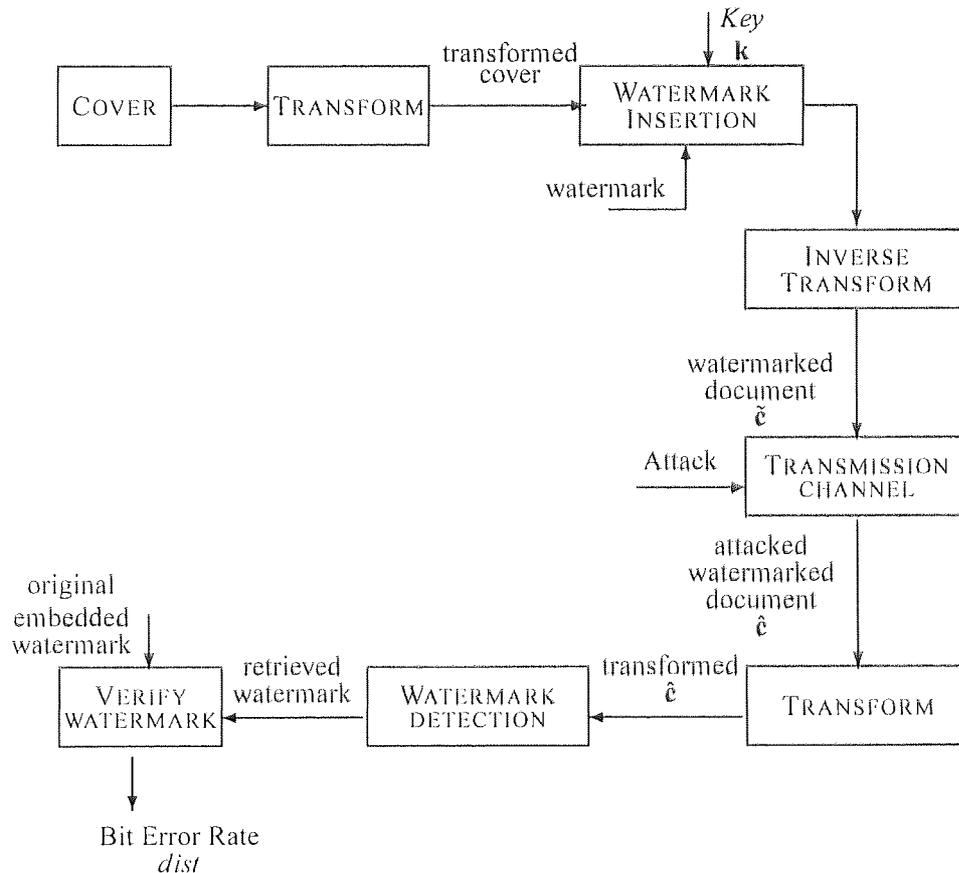 Key
k
transformed
cover
COVER
TRANSFORM
WATERMARK
INSERTION
watermark
INVERSE
TRANSFORM
watermarked
document
c̃
Attack
TRANSMISSION
CHANNEL
attacked
watermarked
document
ĉ
original
embedded
watermark
transformed
ĉ
retrieved
watermark
VERIFY
WATERMARK
WATERMARK
DETECTION
TRANSFORM
Bit Error Rate
dist